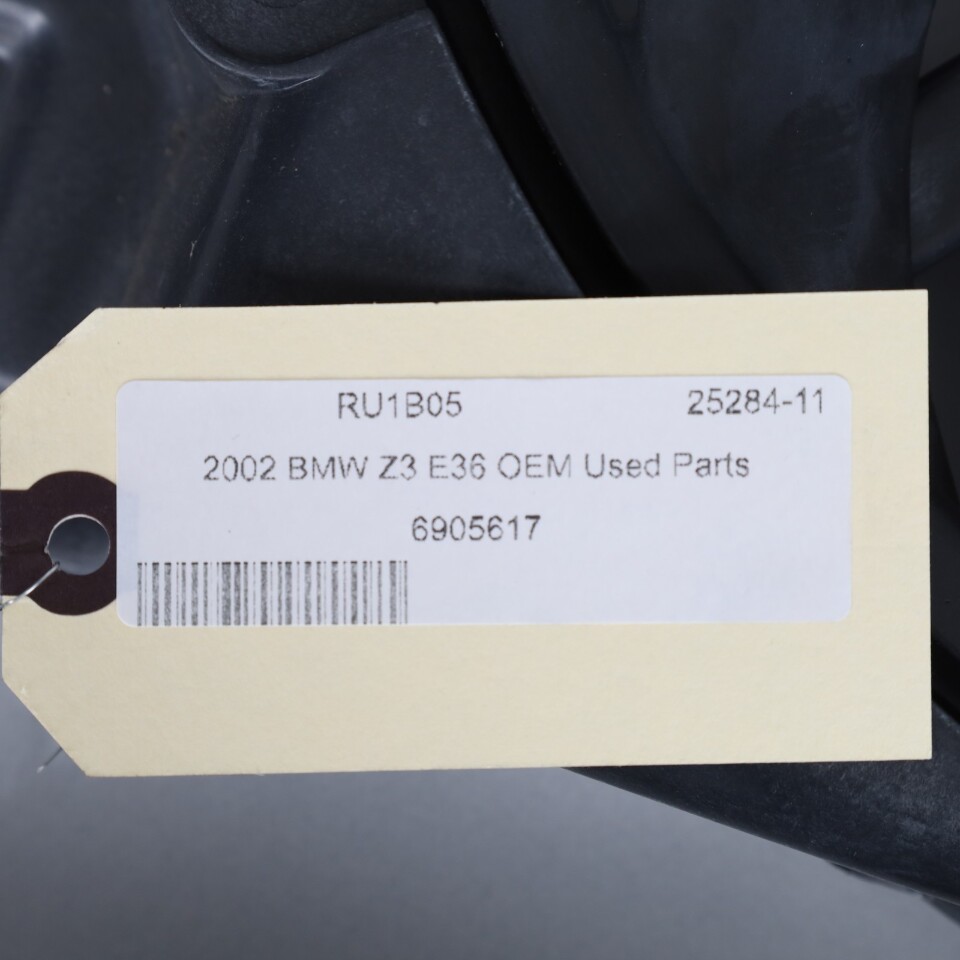 RU1B05 25284-11
2002 BMW Z3 E36 OEM Used Parts
6905617